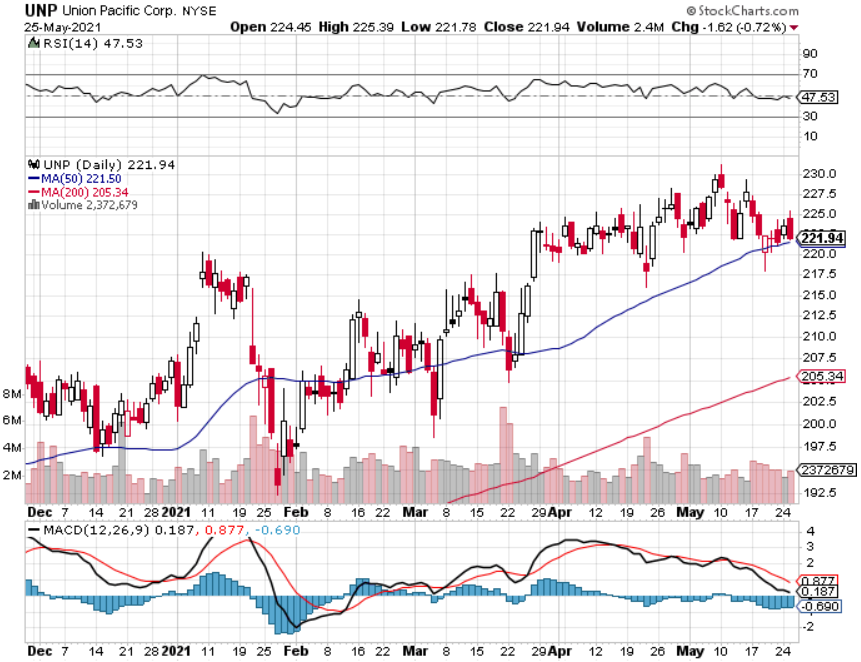 UNP Union Pacific Corp. NYSE © StockCharts.com
25-May-2021 Open 224.45 High 225.39 Low 221.78 Close 221.94 Volume 2.4M Chg -1.62 (-0.72%)
RSI(14) 47.53
90
70
47.53
30
10
UNP (Daily) 221.94
MA(50) 221.50
MA(200) 205.34
Volume 2,372,679
230.0
227.5
225.0
221.94
220.0
217.5
215.0
212.5
210.0
207.5
205.34
8M 202.5
6M 200.0
4M 197.5
2M 2372679
192.5
Dec 7 14 21 28 2021 11 19 25 Feb 8 16 22 Mar 8 15 22 29 Apr 12 19 26 May 10 17 24
MACD(12,26,9) 0.187, 0.877, -0.690
4
3
2
0.877
0.187
-0.690
-2
Dec 7 14 21 28 2021 11 19 25 Feb 8 16 22 Mar 8 15 22 29 Apr 12 19 26 May 10 17 24